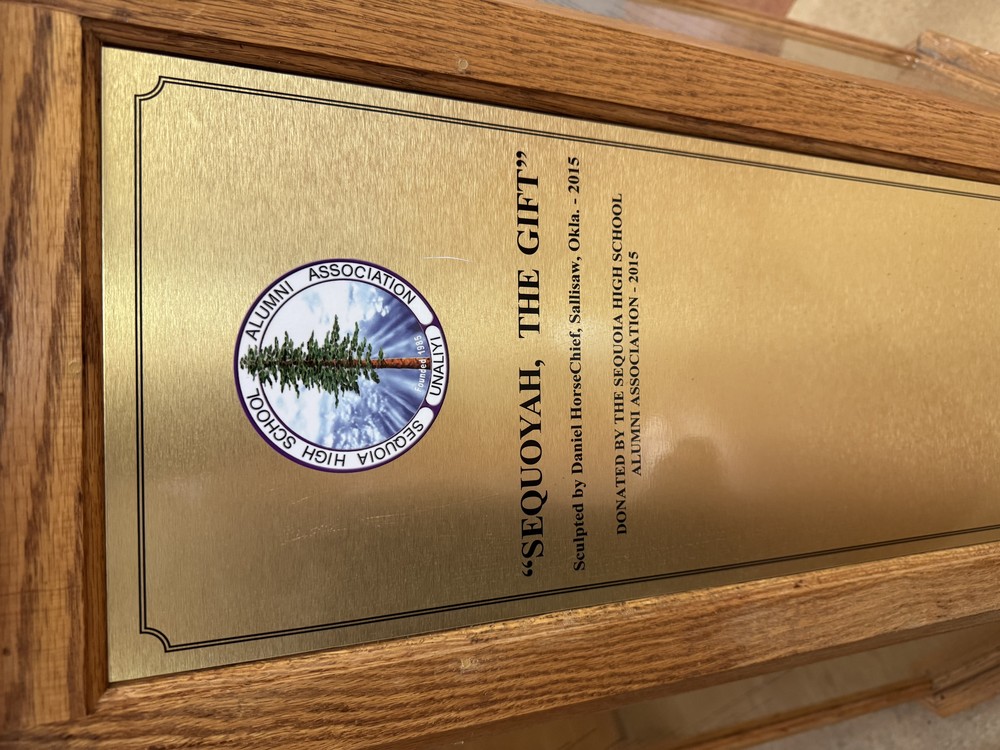 SEQUOIA HIGH SCHOOL ALUMNI ASSOCIATION
Founded 1985
UNALIYI
“SEQUOYAH, THE GIFT”
Sculpted by Daniel HorseChief, Sallisaw, Okla. - 2015
DONATED BY THE SEQUOIA HIGH SCHOOL
ALUMNI ASSOCIATION - 2015